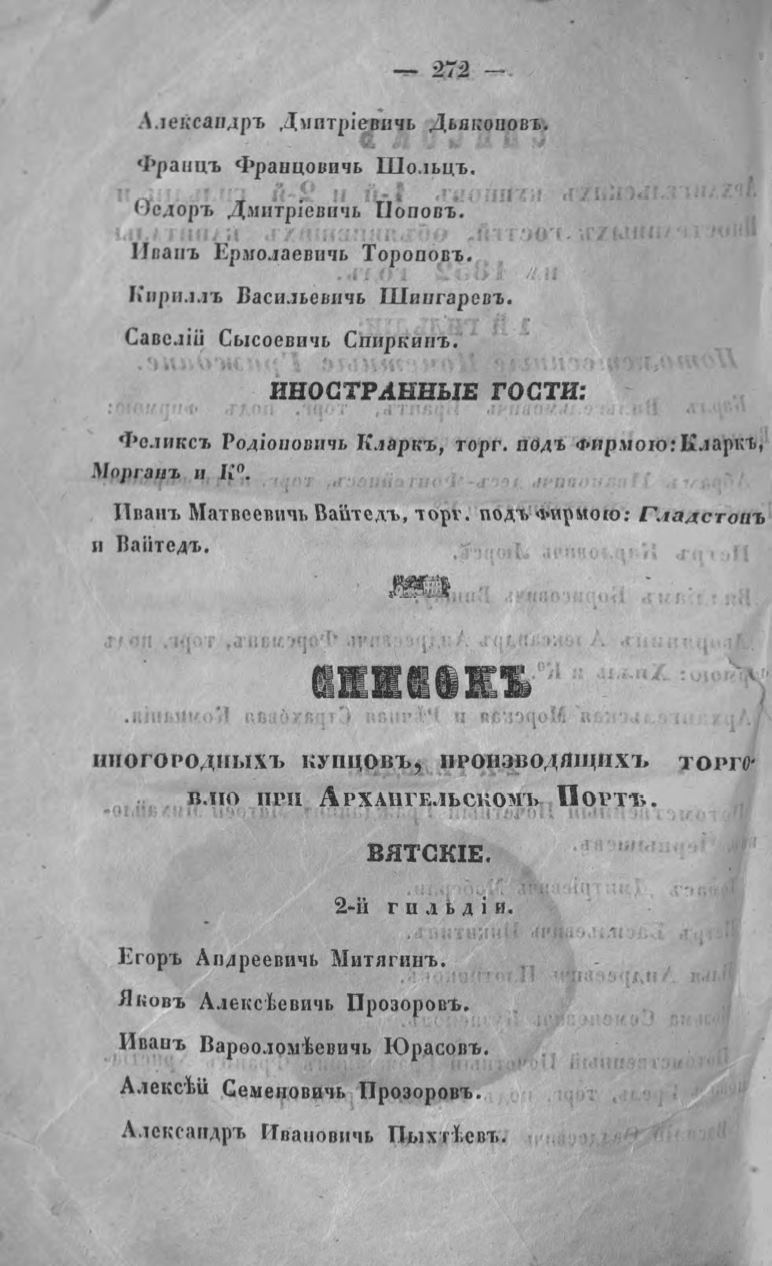 — 272 —
Александръ Дмитріевичь Дьяконовъ.
Францъ Францовичь Шольцъ.
Ѳедоръ Дмитріевичь Поповъ.
Иванъ Ермолаевичь Тороповъ.
Кириллъ Васильевичь Шингаревъ.
Савелій Сысоевичь Спиркинъ.
ИНОСТРАННЫЕ ГОСТИ:
Феликсъ Родіоновичь Кларкъ, торг. подъ фирмою: Кларкъ,
Морганъ и К⁰.
Иванъ Матвеевичь Вайтедъ, торг. подъ фирмою: Гладстонъ
и Вайтедъ.
СПИСОКЪ
ИНОГОРОДНЫХЪ КУПЦОВЪ, ПРОИЗВОДЯЩИХЪ ТОРГО-
ВЛЮ ПРИ АРХАНГЕЛЬСКОМЪ ПОРТѢ.
ВЯТСКІЕ.
2-й гильдіи.
Егоръ Андреевичь Митягинъ.
Яковъ Алексѣевичь Прозоровъ.
Иванъ Варѳоломѣевичь Юрасовъ.
Алексѣй Семеновичь Прозоровъ.
Александръ Ивановичь Пыхтѣевъ.